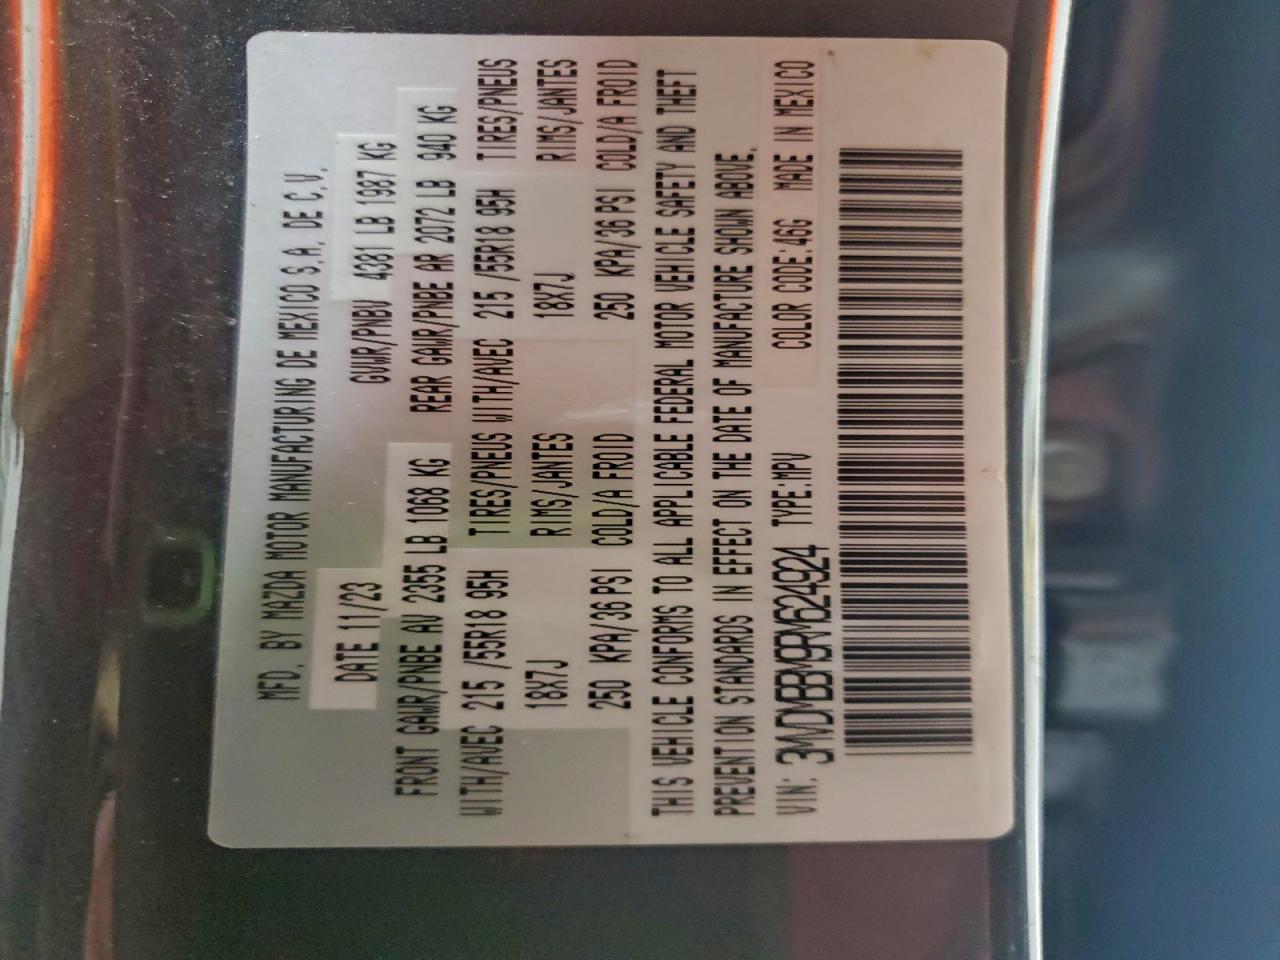 MFD. BY MAZDA MOTOR MANUFACTURING DE MEXICO S.A. DE C.V.
DATE 11/23 GVWR/PNBV 4381 LB 1987 KG
FRONT GAWR/PNBE AV 2355 LB 1068 KG REAR GAWR/PNBE AR 2072 LB 940 KG
WITH/AVEC 215 /55R18 95H TIRES/PNEUS WITH/AVEC 215 /55R18 95H TIRES/PNEUS
18X7J RIMS/JANTES 18X7J RIMS/JANTES
250 KPA/36 PSI COLD/A FROID 250 KPA/36 PSI COLD/A FROID
THIS VEHICLE CONFORMS TO ALL APPLICABLE FEDERAL MOTOR VEHICLE SAFETY AND THEFT
PREVENTION STANDARDS IN EFFECT ON THE DATE OF MANUFACTURE SHOWN ABOVE.
VIN: 3MVDMBBM9RM624924 TYPE:MPV COLOR CODE:46G MADE IN MEXICO